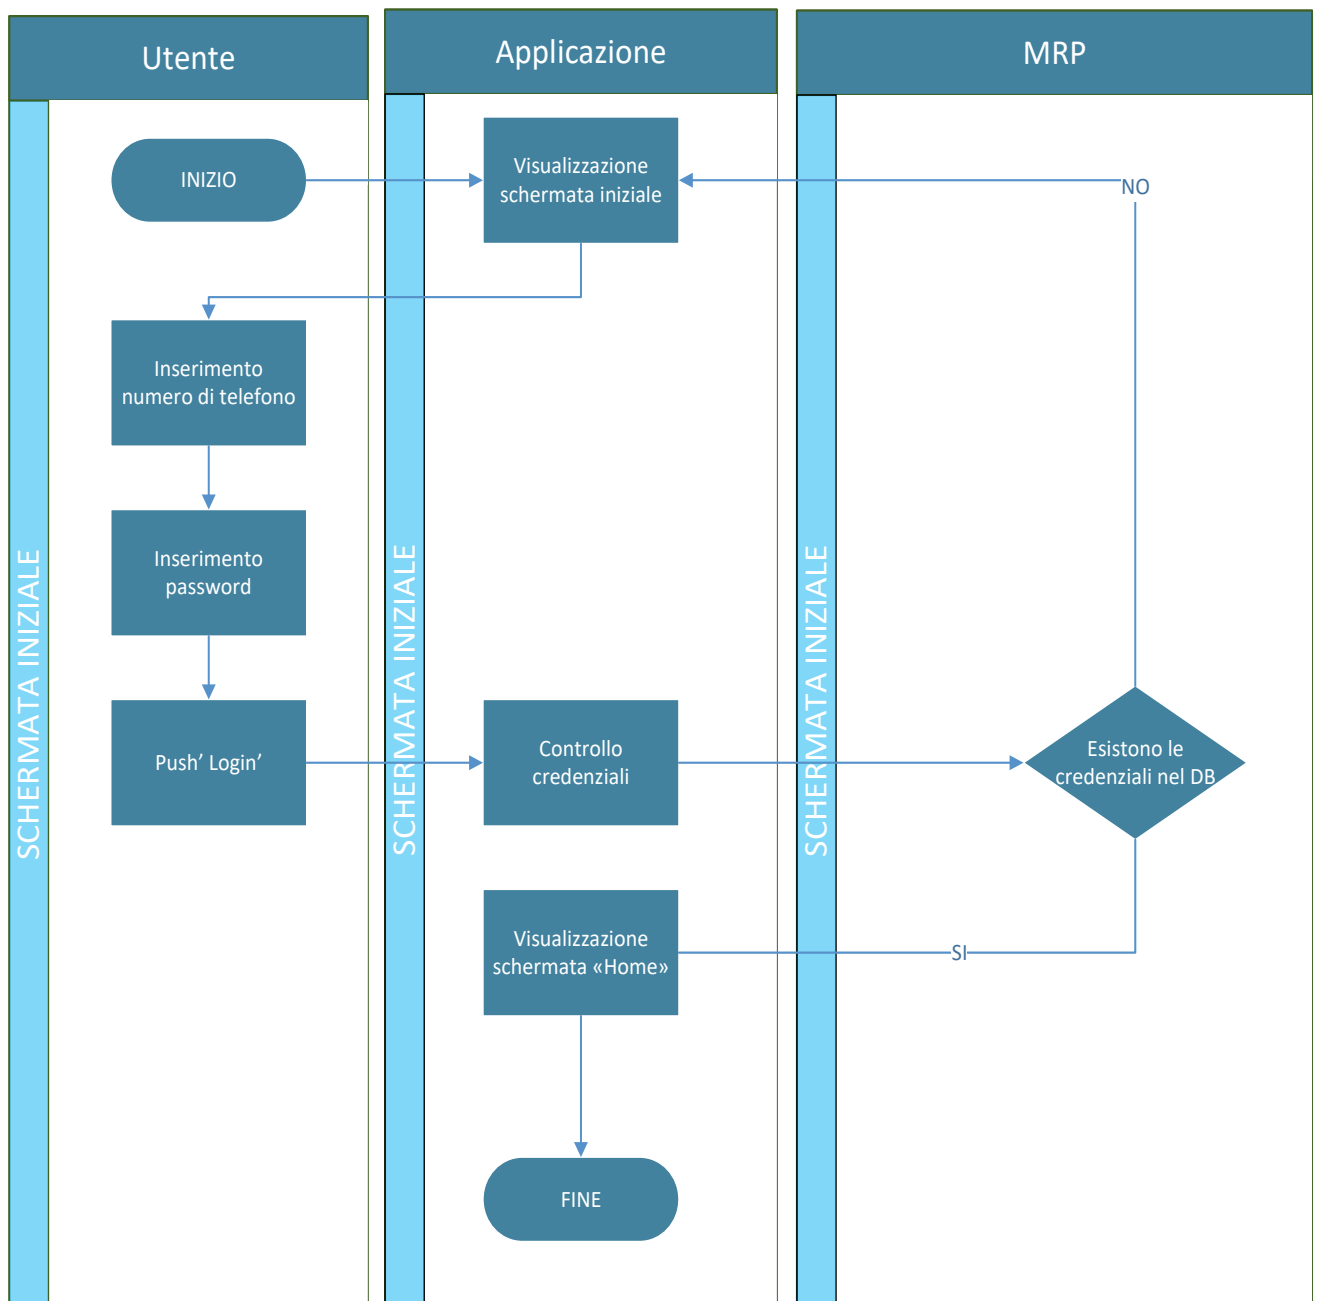 Utente
Applicazione
MRP
INIZIO
Visualizzazione
schermata iniziale
NO
Inserimento
numero di telefono
Inserimento
password
SCHERMATA INIZIALE
SCHERMATA INIZIALE
SCHERMATA INIZIALE
Push’ Login’
Controllo
credenziali
Esistono le
credenziali nel DB
Visualizzazione
schermata «Home»
SI
FINE